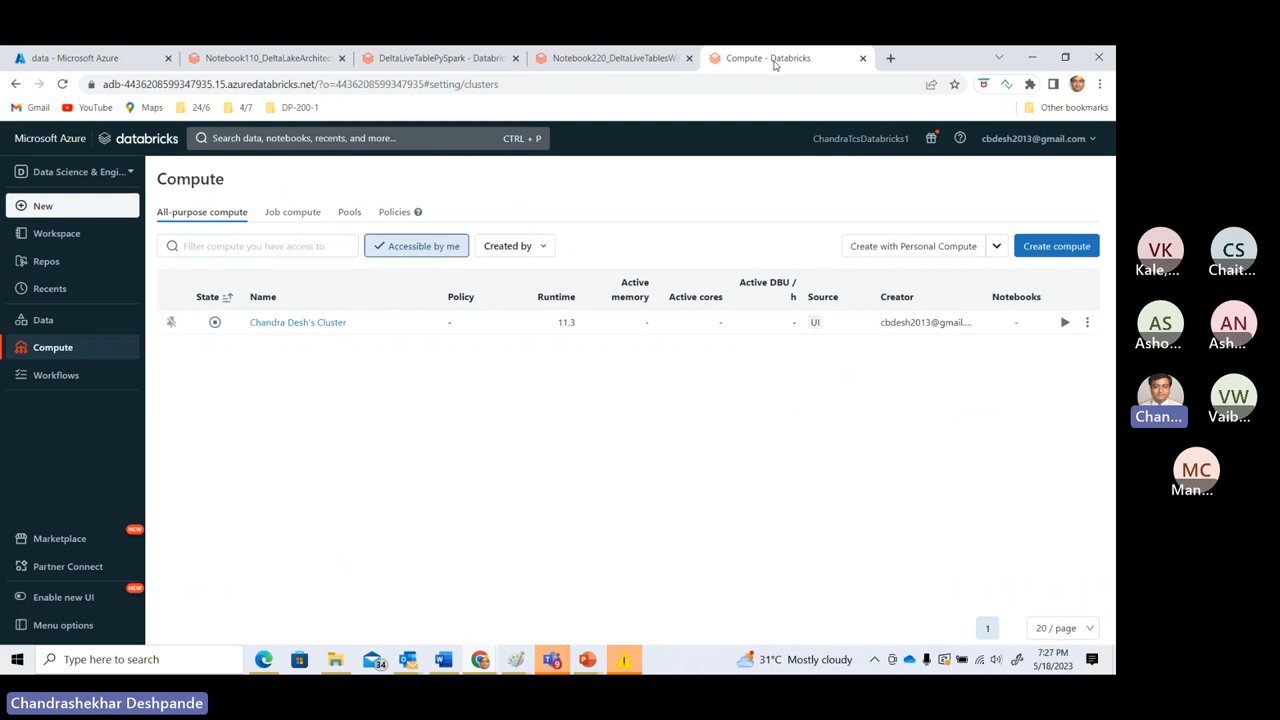 data - Microsoft Azure
Notebook110_DeltaLakeArchitec
DeltaLiveTablePySpark - Databric
Notebook220_DeltaLiveTablesW
Compute - Databricks
adb-4436208599347935.15.azuredatabricks.net/?o=4436208599347935#setting/clusters
Gmail
YouTube
Maps
24/6
4/7
DP-200-1
Other bookmarks
Microsoft Azure
databricks
Search data, notebooks, recents, and more...
CTRL + P
ChandraTcsDatabricks1
cbdesh2013@gmail.com
D
Data Science & Engi...
New
Workspace
Repos
Recents
Data
Compute
Workflows
Marketplace
NEW
Partner Connect
Enable new UI
NEW
Menu options
Compute
All-purpose compute
Job compute
Pools
Policies
Filter compute you have access to
Accessible by me
Created by
Create with Personal Compute
Create compute
State
Name
Policy
Runtime
Active memory
Active cores
Active DBU / h
Source
Creator
Notebooks
Chandra Desh's Cluster
-
11.3
-
-
-
UI
cbdesh2013@gmail....
-
1
20 / page
VK
Kale,...
CS
Chait...
AS
Asho...
AN
Ash...
Chan...
VW
Vaib...
MC
Man...
Type here to search
34
9
31°C Mostly cloudy
7:27 PM
5/18/2023
Chandrashekhar Deshpande